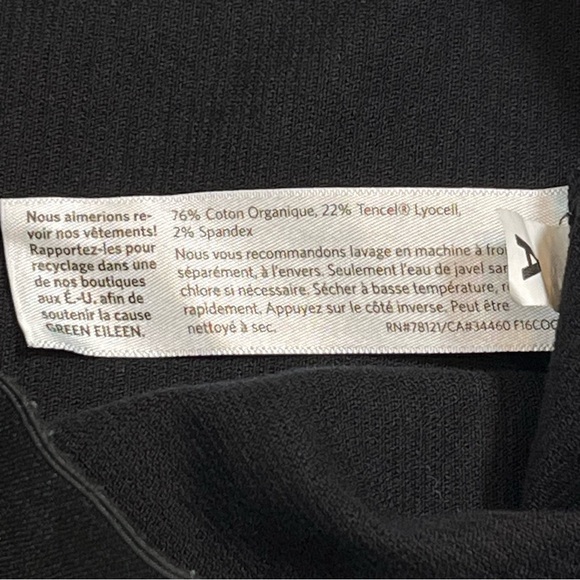 Nous aimerions re-
voir nos vêtements!
Rapportez-les pour
recyclage dans une
de nos boutiques
aux É.-U. afin de
soutenir la cause
GREEN EILEEN.
76% Coton Organique, 22% Tencel® Lyocell,
2% Spandex
Nous vous recommandons lavage en machine à
séparément, à l'envers. Seulement l'eau de javel
chlore si nécessaire. Sécher à basse température,
rapidement. Appuyez sur le côté inverse. Peut être
nettoyé à sec.
RN#78121/CA#34460 F16COC
A